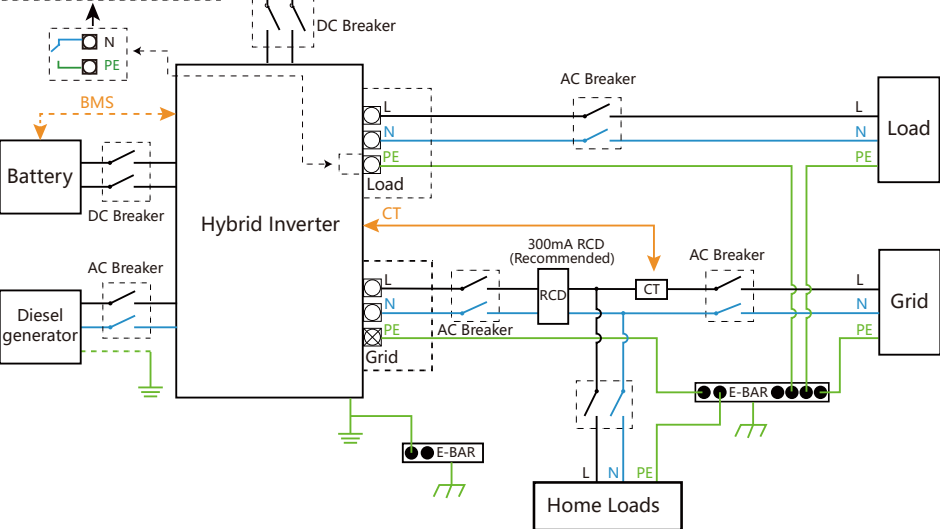 DC Breaker
N
PE
BMS
Battery
DC Breaker
AC Breaker
Diesel
generator
Hybrid Inverter
L
N
PE
Load
AC Breaker
L
N
PE
Load
CT
300mA RCD
(Recommended)
RCD
CT
AC Breaker
L
N
PE
Grid
AC Breaker
L
N
PE
Grid
E-BAR
E-BAR
L
N
PE
Home Loads